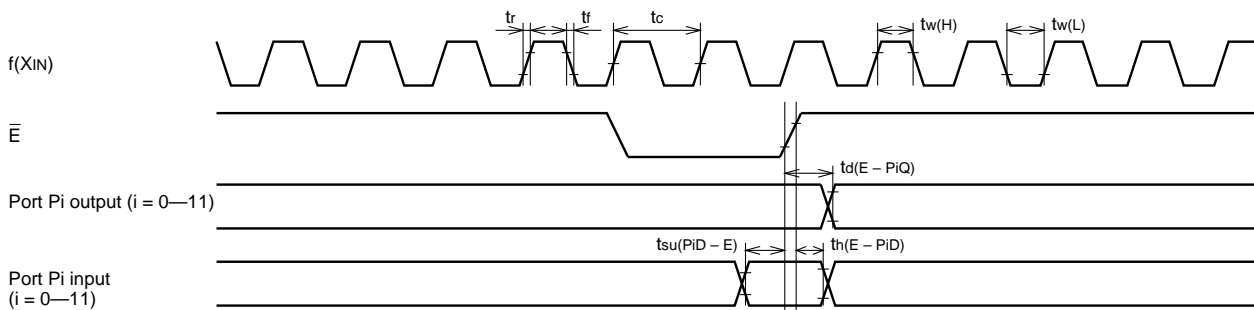 tr tf tc tw(H) tw(L)
f(XIN)
E̅
td(E – PiQ)
Port Pi output (i = 0—11)
tsu(PiD – E) th(E – PiD)
Port Pi input
(i = 0—11)